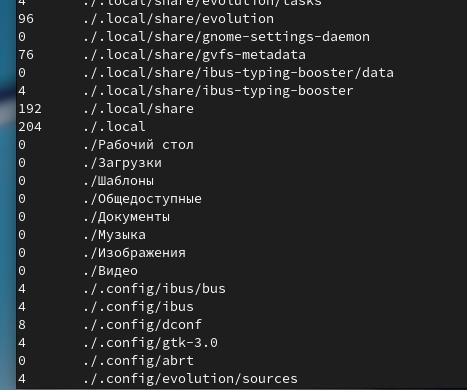 4 ./.local/share/evolution/tasks
96 ./.local/share/evolution
0 ./.local/share/gnome-settings-daemon
76 ./.local/share/gvfs-metadata
0 ./.local/share/ibus-typing-booster/data
4 ./.local/share/ibus-typing-booster
192 ./.local/share
204 ./.local
0 ./Рабочий стол
0 ./Загрузки
0 ./Шаблоны
0 ./Общедоступные
0 ./Документы
0 ./Музыка
0 ./Изображения
0 ./Видео
4 ./.config/ibus/bus
4 ./.config/ibus
8 ./.config/dconf
4 ./.config/gtk-3.0
0 ./.config/abrt
4 ./.config/evolution/sources